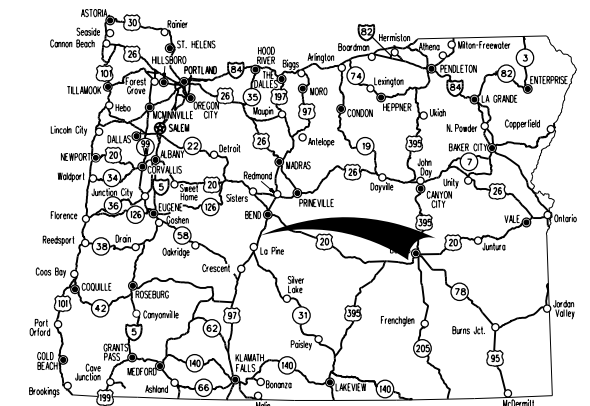 ASTORIA
30
Rainier
Seaside
Cannon Beach
26
ST. HELENS
HILLSBORO
101
Forest
Grove
PORTLAND
84
HOOD
RIVER
THE
DALLES
Biggs
Arlington
Boardman
82
Hermiston
Athena
Milton-Freewater
PENDLETON
3
82
ENTERPRISE
TILLAMOOK
Hebo
MCMINNVILLE
OREGON
CITY
26
35
197
MORO
97
Maupin
74
Lexington
HEPPNER
CONDON
Ukiah
84
LA GRANDE
N. Powder
Copperfield
Lincoln City
DALLAS
SALEM
99
NEWPORT
20
ALBANY
CORVALLIS
22
Detroit
26
Antelope
19
395
BAKER CITY
MADRAS
Waldport
34
Junction City
5
Sweet
Home
20
Redmond
Sisters
26
Dayville
John
Day
CANYON
CITY
Unity
7
26
PRINEVILLE
36
126
EUGENE
126
Goshen
BEND
Florence
395
VALE
Ontario
Reedsport
38
Drain
58
Oakridge
La Pine
20
20
Juntura
Crescent
Coos Bay
COQUILLE
42
ROSEBURG
Silver
Lake
78
101
Port
Orford
Canyonville
5
62
97
31
395
Frenchglen
Burns Jct.
Jordan
Valley
Paisley
205
95
GOLD
BEACH
Cave
Junction
GRANTS
PASS
MEDFORD
140
KLAMATH
FALLS
140
Bonanza
LAKEVIEW
140
Brookings
199
Ashland
66
Malin
McDermitt